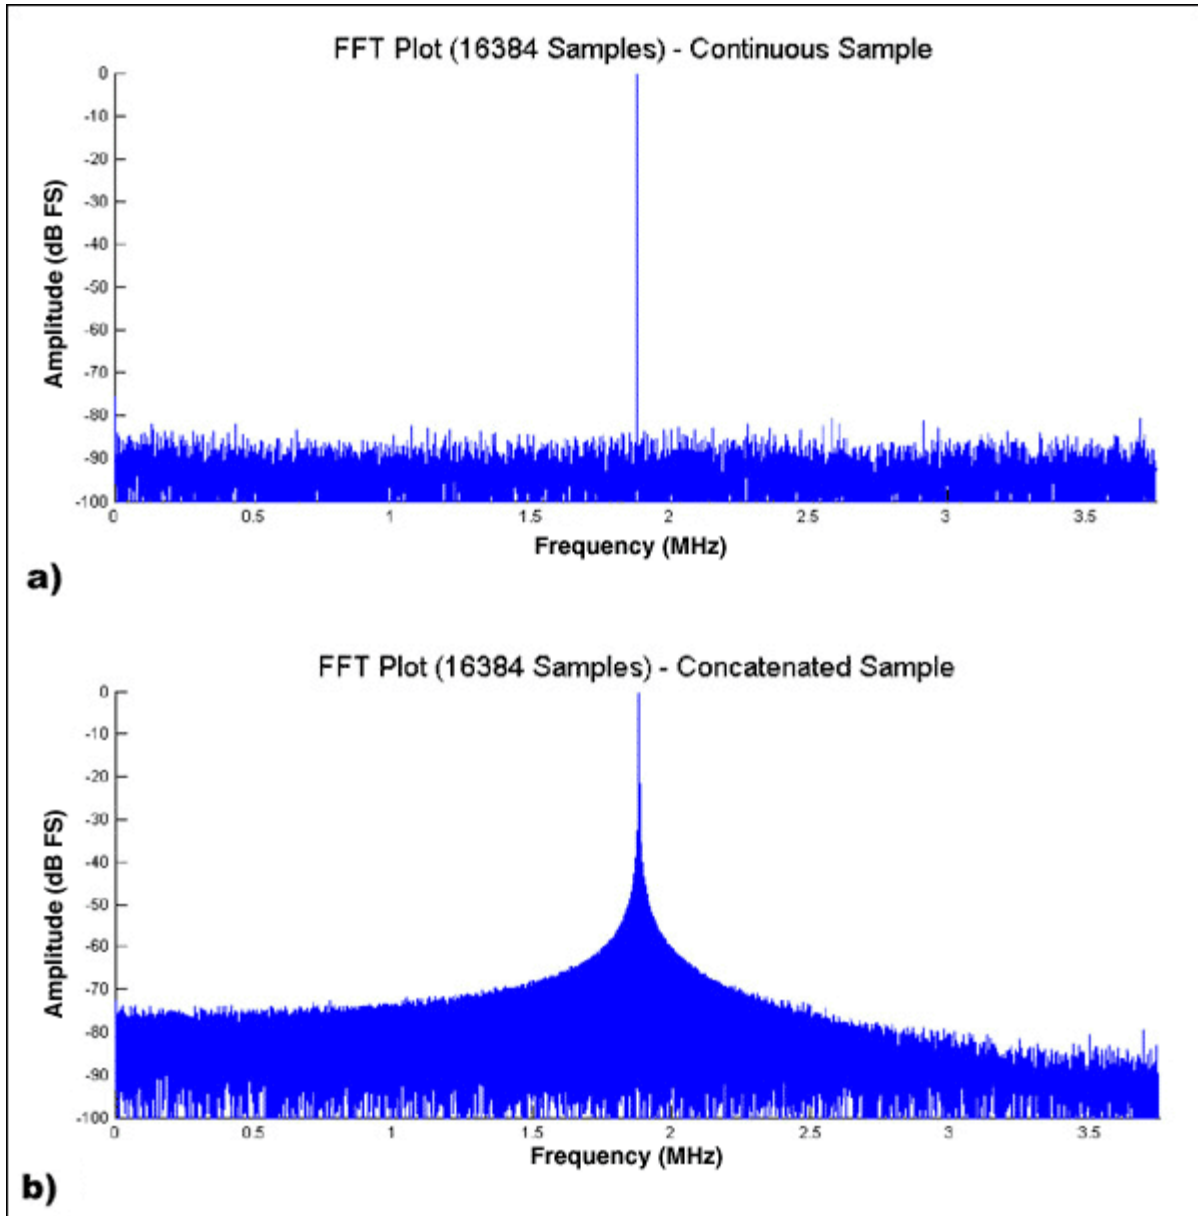 FFT Plot (16384 Samples) - Continuous Sample
Amplitude (dB FS)
0
-10
-20
-30
-40
-50
-60
-70
-80
-90
-100
0 0.5 1 1.5 2 2.5 3 3.5
Frequency (MHz)
a)
FFT Plot (16384 Samples) - Concatenated Sample
Amplitude (dB FS)
0
-10
-20
-30
-40
-50
-60
-70
-80
-90
-100
0 0.5 1 1.5 2 2.5 3 3.5
Frequency (MHz)
b)